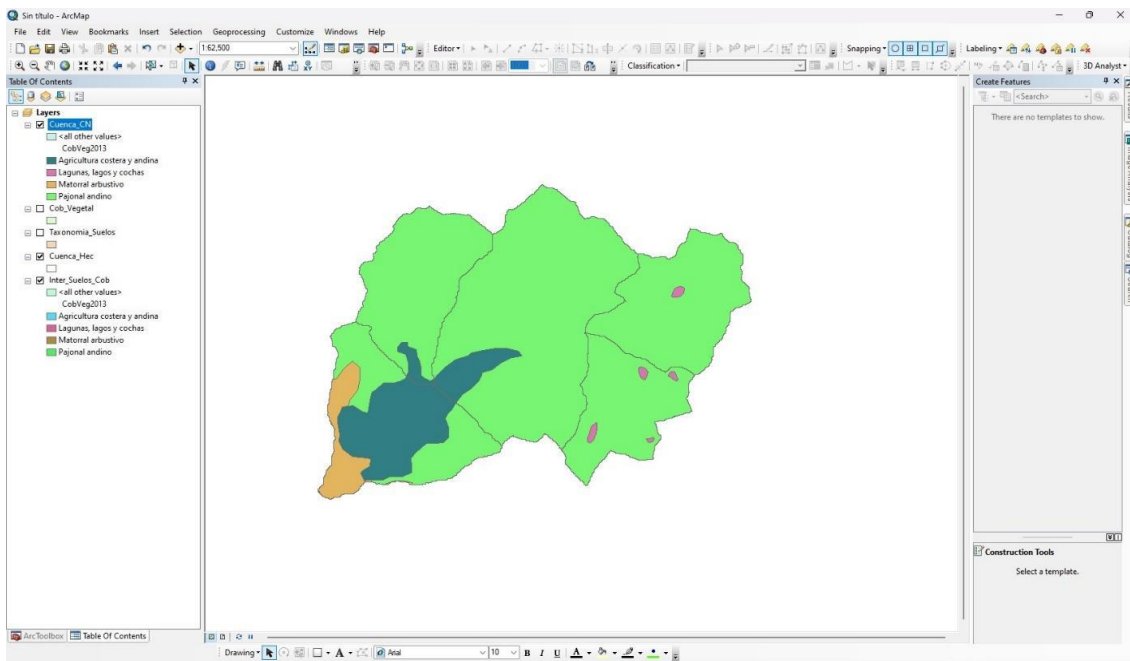 Sin título - ArcMap
File Edit View Bookmarks Insert Selection Geoprocessing Customize Windows Help
1:62,500
Editor
Snapping
Labeling
Classification
3D Analyst
Table Of Contents
Layers
Cuenca_CN
<all other values>
CobVeg2013
Agricultura costera y andina
Lagunas, lagos y cochas
Matorral arbustivo
Pajonal andino
Cob_Vegetal
Taxonomia_Suelos
Cuenca_Hec
Inter_Suelos_Cob
<all other values>
CobVeg2013
Agricultura costera y andina
Lagunas, lagos y cochas
Matorral arbustivo
Pajonal andino
Create Features
<Search>
There are no templates to show.
Construction Tools
Select a template.
ArcToolbox Table Of Contents
Drawing A Arial 10 B I U A